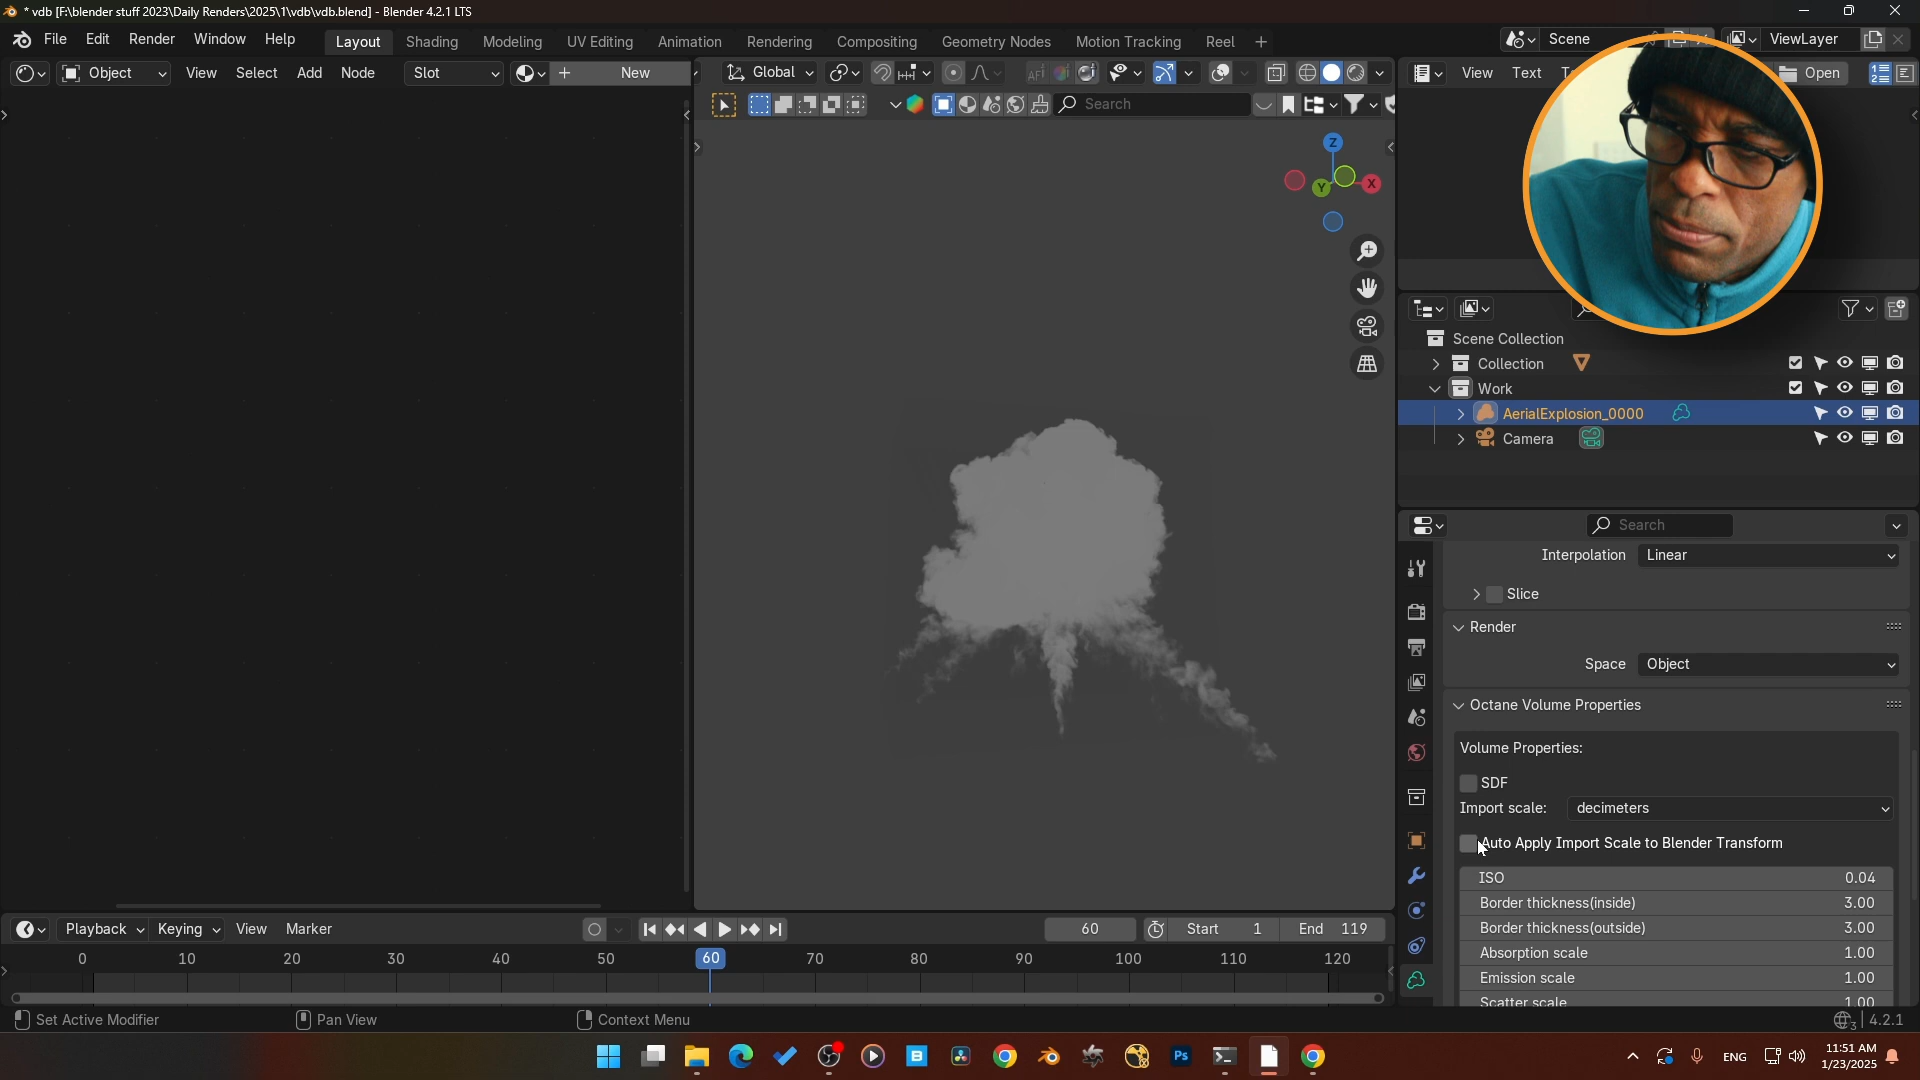 * vdb [F:\blender stuff 2023\Daily Renders\2025\1\vdb\vdb.blend] - Blender 4.2.1 LTS
File Edit Render Window Help Layout Shading Modeling UV Editing Animation Rendering Compositing Geometry Nodes Motion Tracking Reel + Scene ViewLayer
Object View Select Add Node Slot New Global View Text Open
Search
Z
Y X
Scene Collection
Collection
Work
AerialExplosion_0000
Camera
Search
Interpolation Linear
Slice
Render
Space Object
Octane Volume Properties
Volume Properties:
SDF
Import scale: decimeters
Auto Apply Import Scale to Blender Transform
ISO 0.04
Border thickness(inside) 3.00
Border thickness(outside) 3.00
Absorption scale 1.00
Emission scale 1.00
Scatter scale 1.00
Playback Keying View Marker 60 Start 1 End 119
0 10 20 30 40 50 60 70 80 90 100 110 120
Set Active Modifier Pan View Context Menu 3 4.2.1
ENG 11:51 AM
1/23/2025